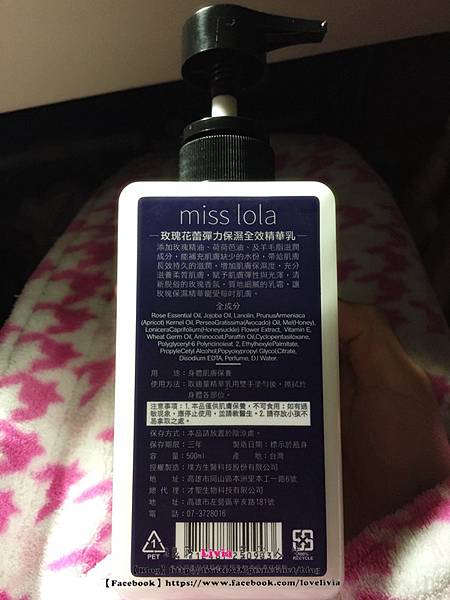 miss lola
玫瑰花蕾彈力保濕全效精華乳
添加玫瑰精油、荷荷芭油、及羊毛脂滋潤
成分，能補充肌膚缺少的水份，帶給肌膚
長效持久的滋潤，增加肌膚保濕度，充分
滋養柔質肌膚，賦予肌膚彈性與光澤，清
新脫俗的玫瑰香氛，質地細膩的乳霜，讓
玫瑰保濕精華寵愛每吋肌膚。
全成分
Rose Essential Oil, Jojoba Oil, Lanolin, PrunusArmeniaca
(Apricot) Kernel Oil, PerseaGratissima(Avocado) Oil, Mel(Honey),
LoniceraCaprifolium(Honeysuckle) Flower Extract, Vitamin E,
Wheat Germ Oil, Aminocoat,Paraffin Oil,Cyclopentasiloxane,
Polyglyceryl-6 Polyricinoleat. 2, EthylhexylePalmitate,
PropyleCetyl Alcohol,Ppyoxypropyl Glycol,Citrate,
Disodium EDTA, Perfume, D.I Water.
用 途：身體肌膚保養
使用方法：取適量精華乳用雙手塗勻後，擦拭於
身體各部位。
注意事項：1. 本品僅供肌膚保養，不可食用；如有過
敏現象，應停止使用，並請教醫生。2. 請存放小孩不
易拿取之處。
保存方式：本品請放置於陰涼處。
保存期限：三年 製造日期：標示於瓶身
容 量：500ml 產 地：台灣
授權製造：璞方生醫科技股份有限公司
地 址：高雄市岡山區本洲里本工一路6號
總 代 理：才聖生物科技有限公司
地 址：高雄市左營區辛亥路181號
電 話：07-3728016
1
PET
LIVIA
100%
RECYCLE
【Facebook】https://www.facebook.com/lovelivia